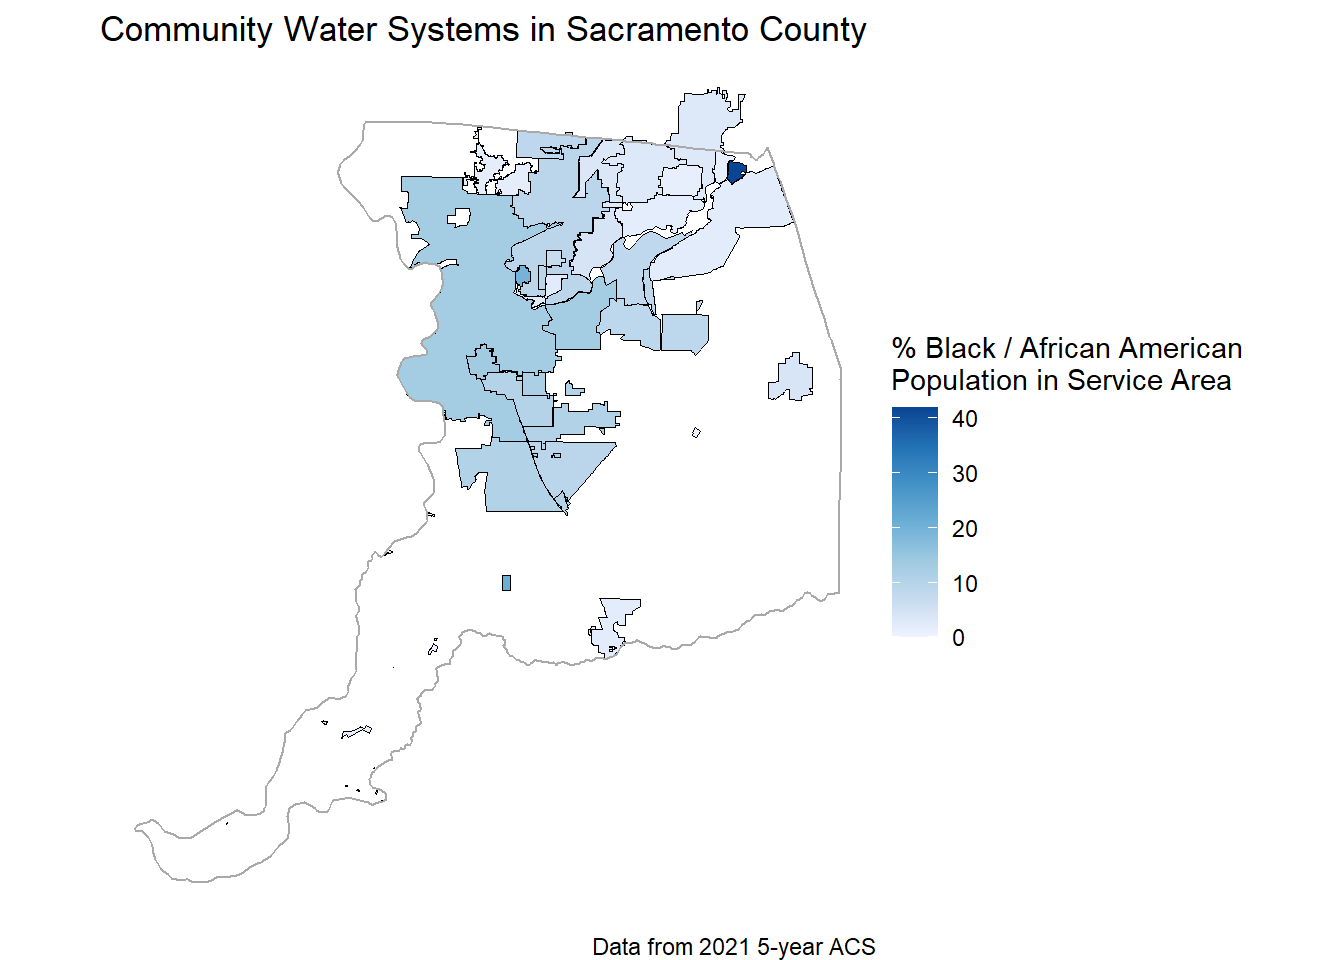 Community Water Systems in Sacramento County
% Black / African American
Population in Service Area
40
30
20
10
0
Data from 2021 5-year ACS